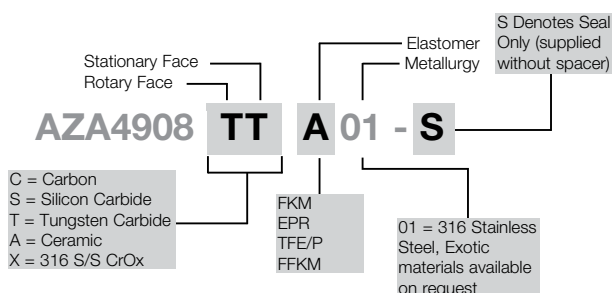 S Denotes Seal
Only (supplied
without spacer)
Stationary Face
Rotary Face
Elastomer
Metallurgy
AZA4908 TT A 01 - S
C = Carbon
S = Silicon Carbide
T = Tungsten Carbide
A = Ceramic
X = 316 S/S CrOx
FKM
EPR
TFE/P
FFKM
01 = 316 Stainless
Steel, Exotic
materials available
on request